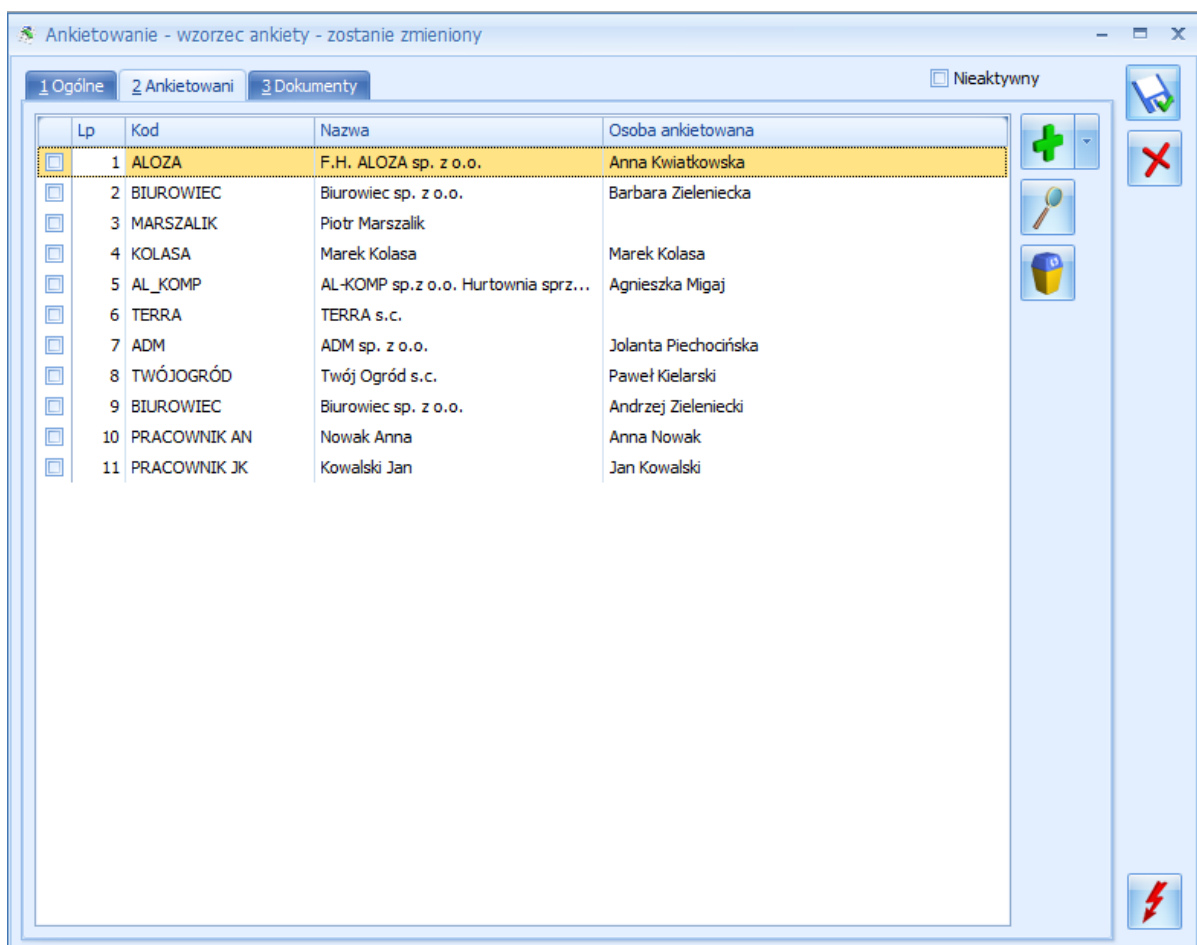 Ankietowanie - wzorzec ankiety - zostanie zmieniony
1 Ogólne 2 Ankietowani 3 Dokumenty Nieaktywny
Lp Kod Nazwa Osoba ankietowana
1 ALOZA F.H. ALOZA sp. z o.o. Anna Kwiatkowska
2 BIUROWIEC Biurowiec sp. z o.o. Barbara Zieleniecka
3 MARSZALIK Piotr Marszalik
4 KOLASA Marek Kolasa Marek Kolasa
5 AL_KOMP AL-KOMP sp.z o.o. Hurtownia sprz... Agnieszka Migaj
6 TERRA TERRA s.c.
7 ADM ADM sp. z o.o. Jolanta Piechocińska
8 TWÓJOGRÓD Twój Ogród s.c. Paweł Kielarski
9 BIUROWIEC Biurowiec sp. z o.o. Andrzej Zieleniecki
10 PRACOWNIK AN Nowak Anna Anna Nowak
11 PRACOWNIK JK Kowalski Jan Jan Kowalski